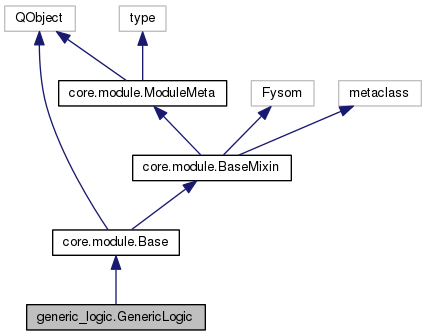 QObject
type
core.module.ModuleMeta
Fysom
metaclass
core.module.BaseMixin
core.module.Base
generic_logic.GenericLogic